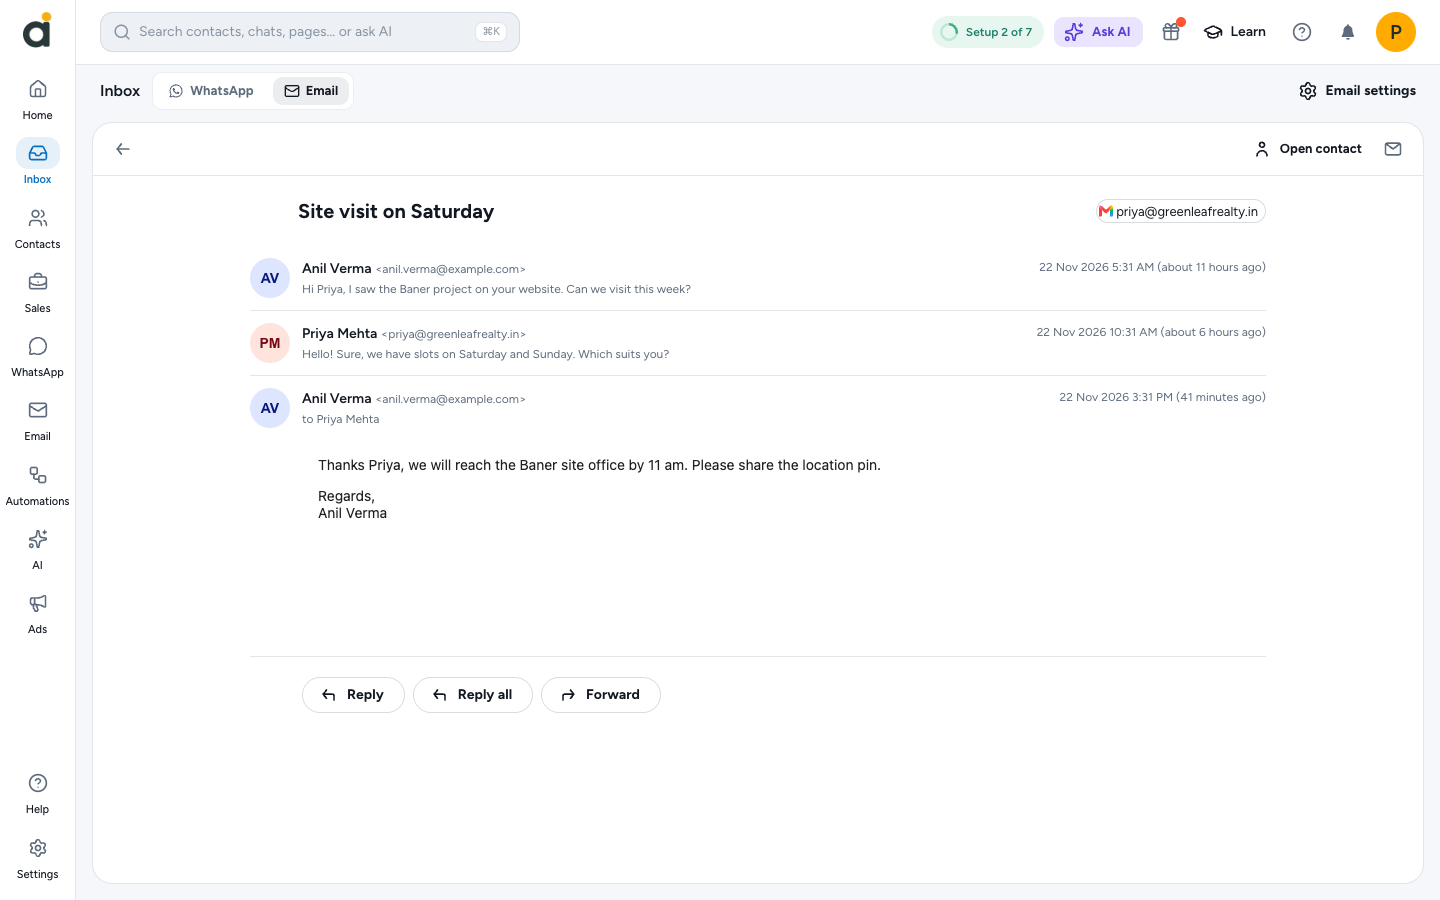 Search contacts, chats, pages... or ask AI
⌘K
Setup 2 of 7
Ask AI
Learn
P
Home
Inbox
Contacts
Sales
WhatsApp
Email
Automations
AI
Ads
Help
Settings
Inbox
WhatsApp
Email
Email settings
Open contact
Site visit on Saturday
priya@greenleafrealty.in
AV
Anil Verma <anil.verma@example.com>
22 Nov 2026 5:31 AM (about 11 hours ago)
Hi Priya, I saw the Baner project on your website. Can we visit this week?
PM
Priya Mehta <priya@greenleafrealty.in>
22 Nov 2026 10:31 AM (about 6 hours ago)
Hello! Sure, we have slots on Saturday and Sunday. Which suits you?
AV
Anil Verma <anil.verma@example.com>
22 Nov 2026 3:31 PM (41 minutes ago)
to Priya Mehta
Thanks Priya, we will reach the Baner site office by 11 am. Please share the location pin.
Regards,
Anil Verma
Reply
Reply all
Forward